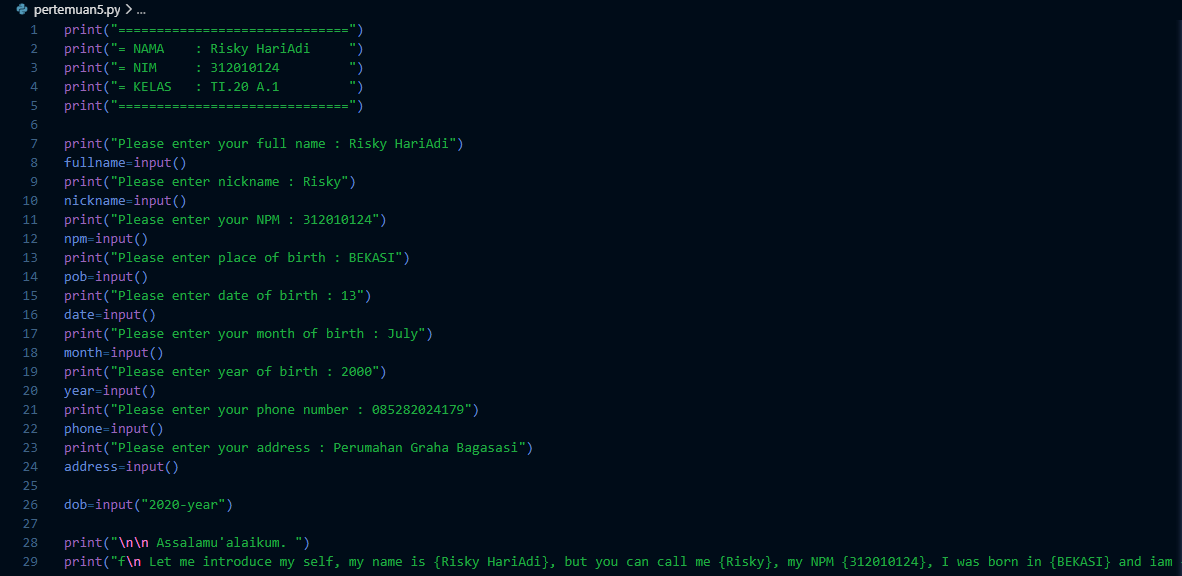 pertemuan5.py > ...
1 print("==============================")
2 print("= NAMA    : Risky HariAdi     ")
3 print("= NIM     : 312010124         ")
4 print("= KELAS   : TI.20 A.1         ")
5 print("==============================")
6
7 print("Please enter your full name : Risky HariAdi")
8 fullname=input()
9 print("Please enter nickname : Risky")
10 nickname=input()
11 print("Please enter your NPM : 312010124")
12 npm=input()
13 print("Please enter place of birth : BEKASI")
14 pob=input()
15 print("Please enter date of birth : 13")
16 date=input()
17 print("Please enter your month of birth : July")
18 month=input()
19 print("Please enter year of birth : 2000")
20 year=input()
21 print("Please enter your phone number : 085282024179")
22 phone=input()
23 print("Please enter your address : Perumahan Graha Bagasasi")
24 address=input()
25
26 dob=input("2020-year")
27
28 print("\n\n Assalamu'alaikum. ")
29 print("f\n Let me introduce my self, my name is {Risky HariAdi}, but you can call me {Risky}, my NPM {312010124}, I was born in {BEKASI} and iam